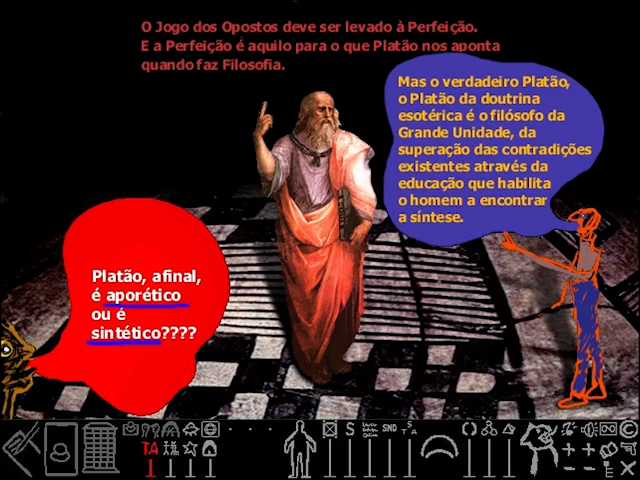 O Jogo dos Opostos deve ser levado à Perfeição.
E a Perfeição é aquilo para o que Platão nos aponta
quando faz Filosofia.
Mas o verdadeiro Platão,
o Platão da doutrina
esotérica é o filósofo da
Grande Unidade, da
superação das contradições
existentes através da
educação que habilita
o homem a encontrar
a síntese.
Platão, afinal,
é aporético
ou é
sintético????
S
SND
TA
©
E